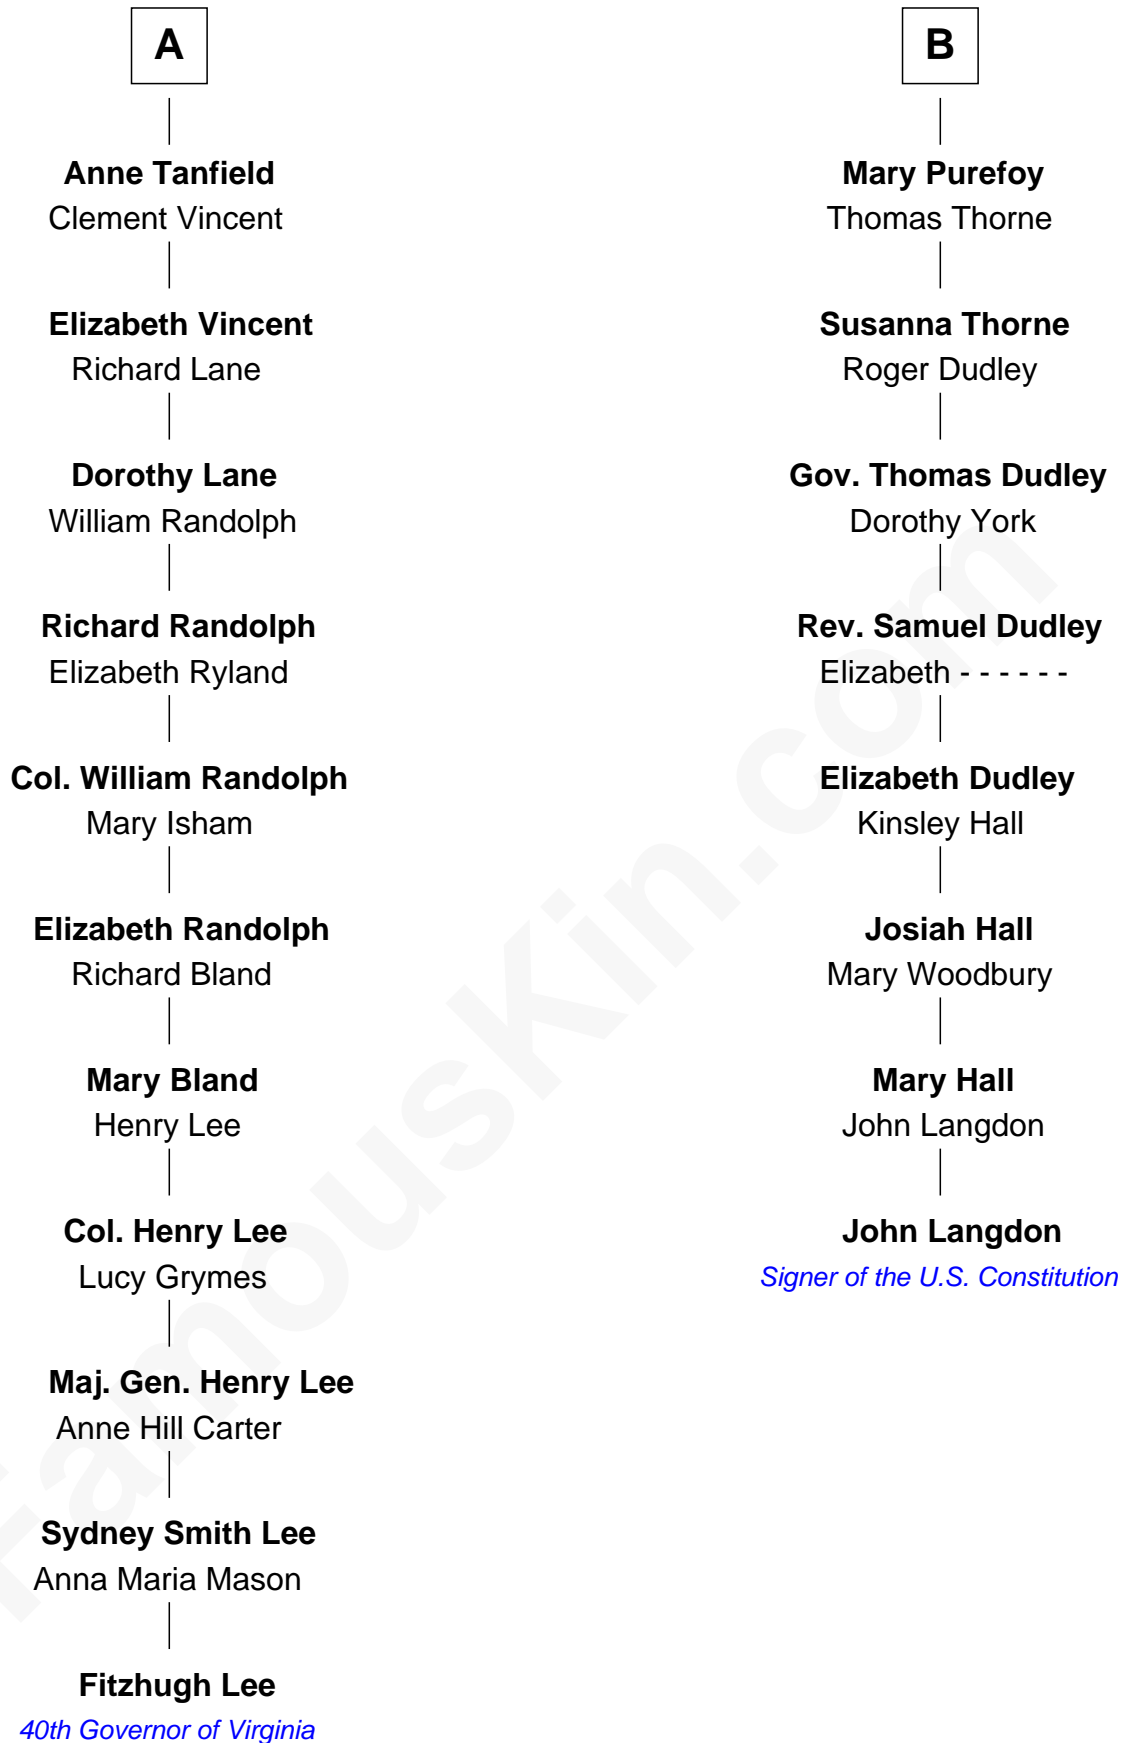 A
Anne Tanfield
Clement Vincent
Elizabeth Vincent
Richard Lane
Dorothy Lane
William Randolph
Richard Randolph
Elizabeth Ryland
Col. William Randolph
Mary Isham
Elizabeth Randolph
Richard Bland
Mary Bland
Henry Lee
Col. Henry Lee
Lucy Grymes
Maj. Gen. Henry Lee
Anne Hill Carter
Sydney Smith Lee
Anna Maria Mason
Fitzhugh Lee
40th Governor of Virginia
B
Mary Purefoy
Thomas Thorne
Susanna Thorne
Roger Dudley
Gov. Thomas Dudley
Dorothy York
Rev. Samuel Dudley
Elizabeth - - - - - -
Elizabeth Dudley
Kinsley Hall
Josiah Hall
Mary Woodbury
Mary Hall
John Langdon
John Langdon
Signer of the U.S. Constitution
FamousKin.com